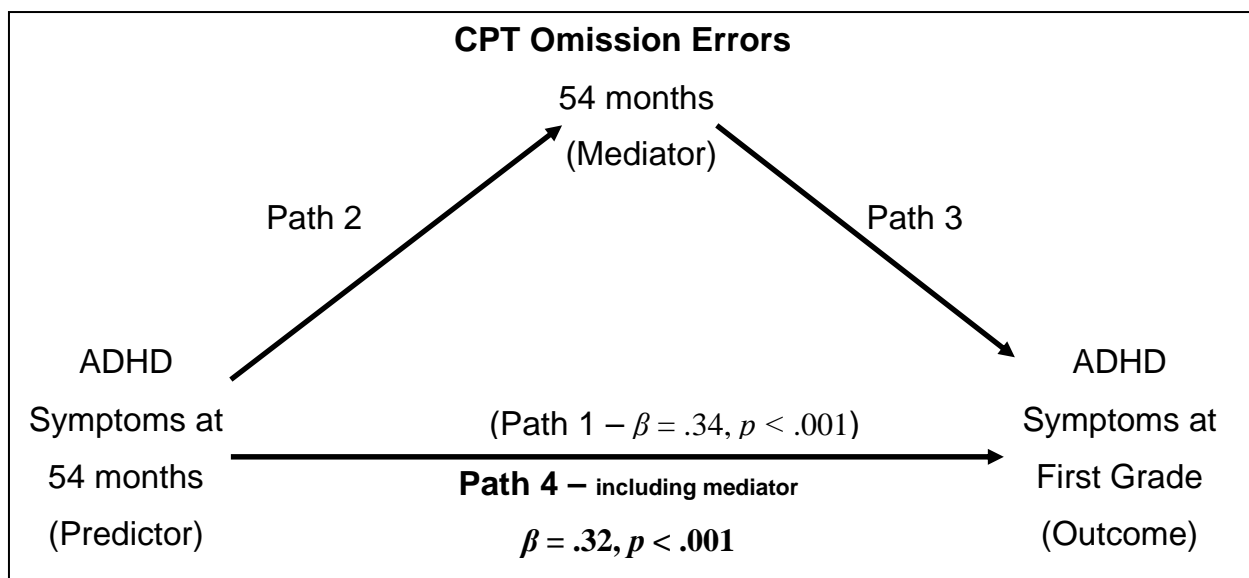 CPT Omission Errors
54 months
(Mediator)
Path 2
Path 3
ADHD
Symptoms at
54 months
(Predictor)
(Path 1 – β = .34, p < .001)
Path 4 – including mediator
β = .32, p < .001
ADHD
Symptoms at
First Grade
(Outcome)